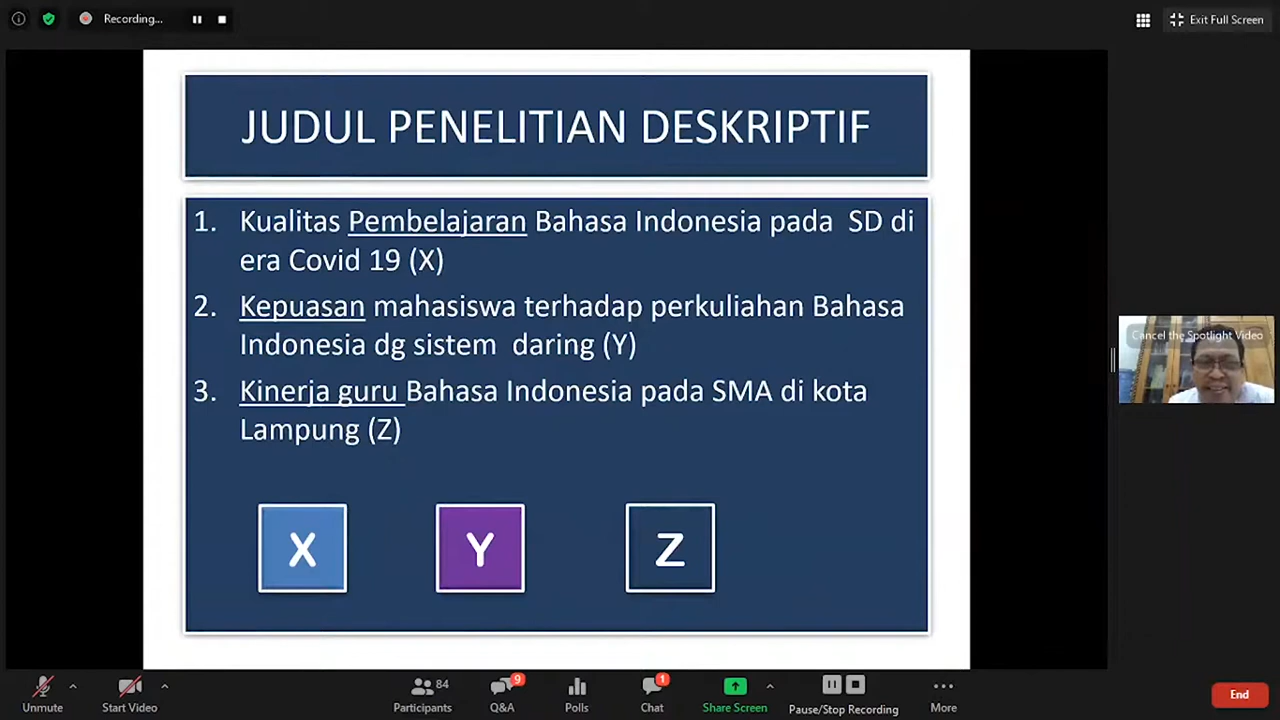 Recording...
Exit Full Screen
JUDUL PENELITIAN DESKRIPTIF
1. Kualitas Pembelajaran Bahasa Indonesia pada SD di
era Covid 19 (X)
2. Kepuasan mahasiswa terhadap perkuliahan Bahasa
Indonesia dg sistem daring (Y)
3. Kinerja guru Bahasa Indonesia pada SMA di kota
Lampung (Z)
X Y Z
Cancel the Spotlight Video
Unmute
Start Video
84
Participants
9
Q&A
Polls
1
Chat
Share Screen
Pause/Stop Recording
More
End